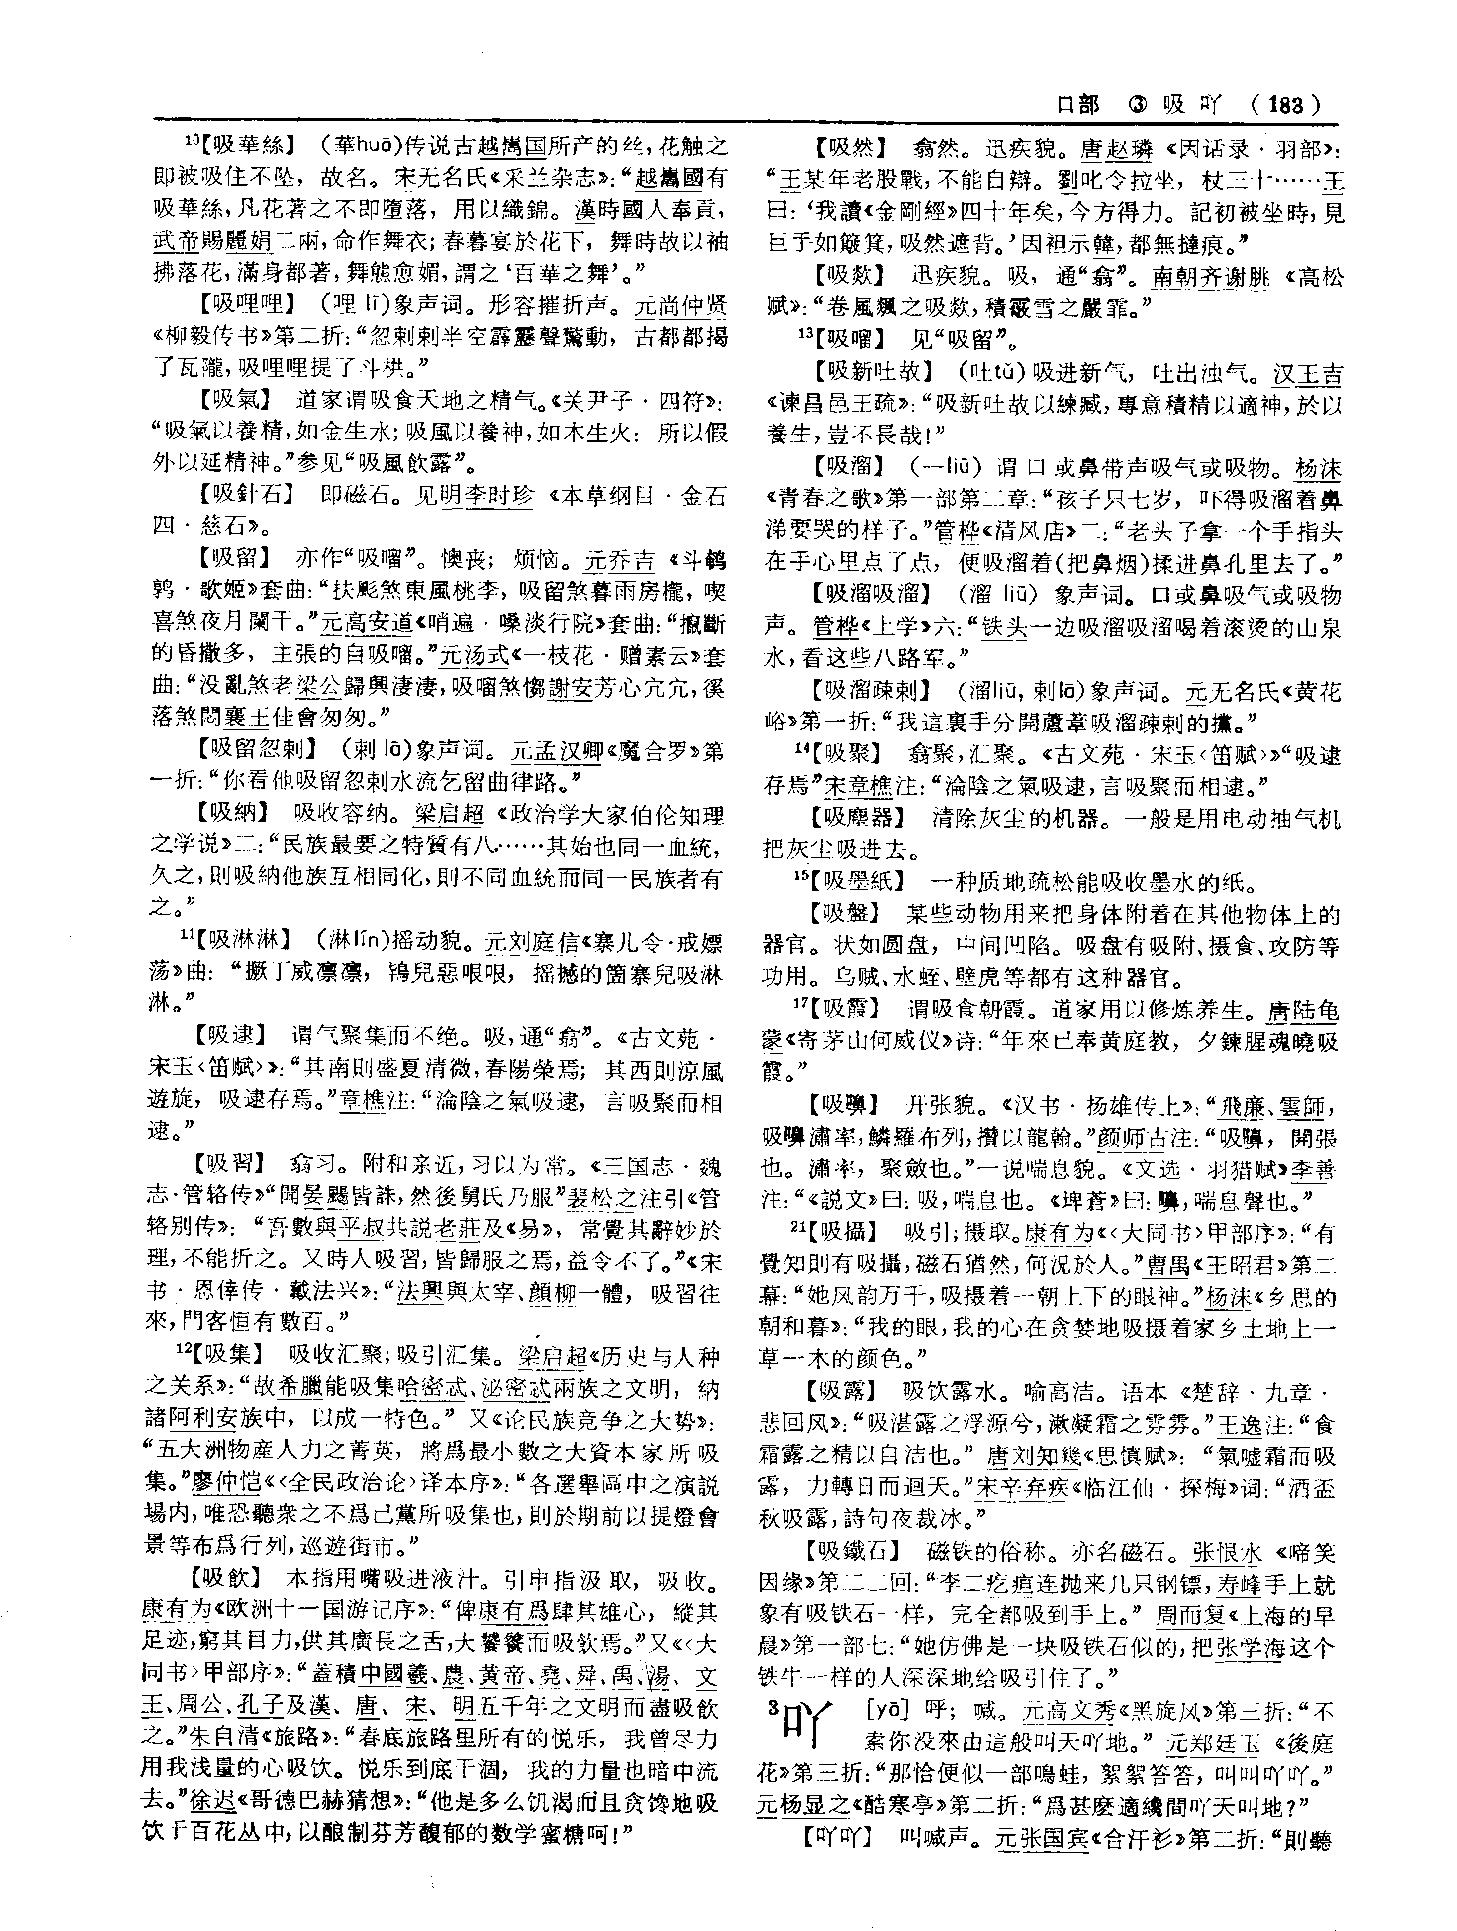 口部 ③ 吸 吖 (183)
¹⁰【吸華絲】 (華huā)传说古越嶲国所产的丝,花触之
即被吸住不坠,故名。宋无名氏《采兰杂志》:“越嶲國有
吸華絲,凡花著之不即墮落,用以織錦。漢時國人奉貢,
武帝賜麗娟二兩,命作舞衣;春暮宴於花下,舞時故以袖
拂落花,滿身都著,舞態愈媚,謂之‘百華之舞’。”
【吸哩哩】 (哩 lī)象声词。形容摧折声。元尚仲贤
《柳毅传书》第二折:“忽剌剌半空霹靂聲驚動,古都都揭
了瓦隴,吸哩哩提了斗栱。”
【吸氣】 道家谓吸食天地之精气。《关尹子·四符》:
“吸氣以養精,如金生水;吸風以養神,如木生火:所以假
外以延精神。”参见“吸風飲露”。
【吸針石】 即磁石。见明李时珍《本草纲目·金石
四·慈石》。
【吸留】 亦作“吸嚠”。懊丧;烦恼。元乔吉《斗鹌
鹑·歌姬》套曲:“扶彫煞東風桃李,吸留煞暮雨房櫳,喫
喜煞夜月闌干。”元高安道《哨遍·嗓淡行院》套曲:“撧斷
的昏撒多,主張的自吸嚠。”元汤式《一枝花·赠素云》套
曲:“没亂煞老梁公歸興淒淒,吸嚠煞㑳謝安芳心冗冗,徯
落煞悶襄王佳會匆匆。”
【吸留忽剌】 (剌 lā)象声词。元孟汉卿《魔合罗》第
一折:“你看他吸留忽剌水流乞留曲律路。”
【吸納】 吸收容纳。梁启超《政治学大家伯伦知理
之学说》二:“民族最要之特質有八……其始也同一血統,
久之,則吸納他族互相同化,則不同血統而同一民族者有
之。”
¹¹【吸淋淋】 (淋lín)摇动貌。元刘庭信《寨儿令·戒嫖
荡》曲:“撅丁威凛凛,鴇兒惡哏哏,摇撼的箇寨兒吸淋
淋。”
【吸逮】 谓气聚集而不绝。吸,通“翕”。《古文苑·
宋玉〈笛赋〉》:“其南則盛夏清微,春陽榮焉;其西則涼風
遊旋,吸逮存焉。”章樵注:“淪陰之氣吸逮,言吸聚而相
逮。”
【吸習】 翕习。附和亲近,习以为常。《三国志·魏
志·管辂传》“聞晏颺皆誅,然後舅氏乃服”裴松之注引《管
辂别传》:“吾數與平叔共説老莊及《易》,常覺其辭妙於
理,不能折之。又時人吸習,皆歸服之焉,益令不了。”《宋
书·恩倖传·戴法兴》:“法興與太宰、顔柳一體,吸習往
來,門客恒有數百。”
¹²【吸集】 吸收汇聚;吸引汇集。梁启超《历史与人种
之关系》:“故希臘能吸集哈密忒、泌密忒兩族之文明,納
諸阿利安族中,以成一特色。”又《论民族竞争之大势》:
“五大洲物産人力之菁英,將爲最小數之大資本家所吸
集。”廖仲恺《〈全民政治论〉译本序》:“各選舉區中之演説
場内,唯恐聽衆之不爲己黨所吸集也,則於期前以提燈會
景等布爲行列,巡遊街市。”
【吸飲】 本指用嘴吸进液汁。引申指汲取,吸收。
康有为《欧洲十一国游记序》:“俾康有爲肆其雄心,縱其
足迹,窮其目力,供其廣長之舌,大饕餮而吸飲焉。”又《〈大
同书〉甲部序》:“蓋積中國羲、農、黄帝、堯、舜、禹、湯、文
王、周公、孔子及漢、唐、宋、明五千年之文明而盡吸飲
之。”朱自清《旅路》:“春底旅路里所有的悦乐,我曾尽力
用我浅量的心吸饮。悦乐到底干涸,我的力量也暗中流
去。”徐迟《哥德巴赫猜想》:“他是多么饥渴而且贪馋地吸
饮于百花丛中,以酿制芬芳馥郁的数学蜜糖呵!”
【吸然】 翕然。迅疾貌。唐赵璘《因话录·羽部》:
“王某年老股戰,不能自辯。劉叱令拉坐,杖三十……王
曰:‘我讀《金剛經》四十年矣,今方得力。記初被坐時,見
巨手如簸箕,吸然遮背。’因袒示韓,都無撻痕。”
【吸欻】 迅疾貌。吸,通“翕”。南朝齐谢朓《高松
赋》:“卷風飆之吸欻,積霰雪之嚴霏。”
¹³【吸嚠】 见“吸留”。
【吸新吐故】 (吐tǔ)吸进新气,吐出浊气。汉王吉
《谏昌邑王疏》:“吸新吐故以練臧,專意積精以適神,於以
養生,豈不長哉!”
【吸溜】 (—liū) 谓口或鼻带声吸气或吸物。杨沫
《青春之歌》第一部第二章:“孩子只七岁,吓得吸溜着鼻
涕要哭的样子。”管桦《清风店》二:“老头子拿一个手指头
在手心里点了点,便吸溜着(把鼻烟)揉进鼻孔里去了。”
【吸溜吸溜】 (溜 liū) 象声词。口或鼻吸气或吸物
声。管桦《上学》六:“铁头一边吸溜吸溜喝着滚烫的山泉
水,看这些八路军。”
【吸溜疎剌】 (溜liū,剌lā)象声词。元无名氏《黄花
峪》第一折:“我這裏手分開蘆葦吸溜疎剌的攩。”
¹⁴【吸聚】 翕聚,汇聚。《古文苑·宋玉〈笛赋〉》“吸逮
存焉”宋章樵注:“淪陰之氣吸逮,言吸聚而相逮。”
【吸塵器】 清除灰尘的机器。一般是用电动抽气机
把灰尘吸进去。
¹⁵【吸墨紙】 一种质地疏松能吸收墨水的纸。
【吸盤】 某些动物用来把身体附着在其他物体上的
器官。状如圆盘,中间凹陷。吸盘有吸附、摄食、攻防等
功用。乌贼、水蛭、壁虎等都有这种器官。
¹⁷【吸霞】 谓吸食朝霞。道家用以修炼养生。唐陆龟
蒙《寄茅山何威仪》诗:“年來已奉黄庭教,夕鍊腥魂曉吸
霞。”
【吸嚊】 开张貌。《汉书·扬雄传上》:“飛廉、雲師,
吸嚊潚率,鱗羅布列,攢以龍翰。”颜师古注:“吸嚊,開張
也。潚率,聚斂也。”一说喘息貌。《文选·羽猎赋》李善
注:“《説文》曰:吸,喘息也。《埤蒼》曰:嚊,喘息聲也。”
²¹【吸攝】 吸引;摄取。康有为《〈大同书〉甲部序》:“有
覺知則有吸攝,磁石猶然,何況於人。”曹禺《王昭君》第二
幕:“她风韵万千,吸摄着一朝上下的眼神。”杨沫《乡思的
朝和暮》:“我的眼,我的心在贪婪地吸摄着家乡土地上一
草一木的颜色。”
【吸露】 吸饮露水。喻高洁。语本《楚辞·九章·
悲回风》:“吸湛露之浮源兮,漱凝霜之雰雰。”王逸注:“食
霜露之精以自洁也。”唐刘知幾《思慎赋》:“氣嘘霜而吸
露,力轉日而迴天。”宋辛弃疾《临江仙·探梅》词:“洒盃
秋吸露,詩句夜裁冰。”
【吸鐵石】 磁铁的俗称。亦名磁石。张恨水《啼笑
因缘》第二二回:“李二疙瘩连抛来几只钢镖,寿峰手上就
象有吸铁石一样,完全都吸到手上。”周而复《上海的早
晨》第一部七:“她仿佛是一块吸铁石似的,把张学海这个
铁牛一样的人深深地给吸引住了。”
³吖 [yā] 呼;喊。元高文秀《黑旋风》第三折:“不
索你没來由這般叫天吖地。”元郑廷玉《後庭
花》第三折:“那恰便似一部鳴蛙,絮絮答答,叫叫吖吖。”
元杨显之《酷寒亭》第二折:“爲甚麽適纔間吖天叫地?”
【吖吖】 叫喊声。元张国宾《合汗衫》第二折:“則聽